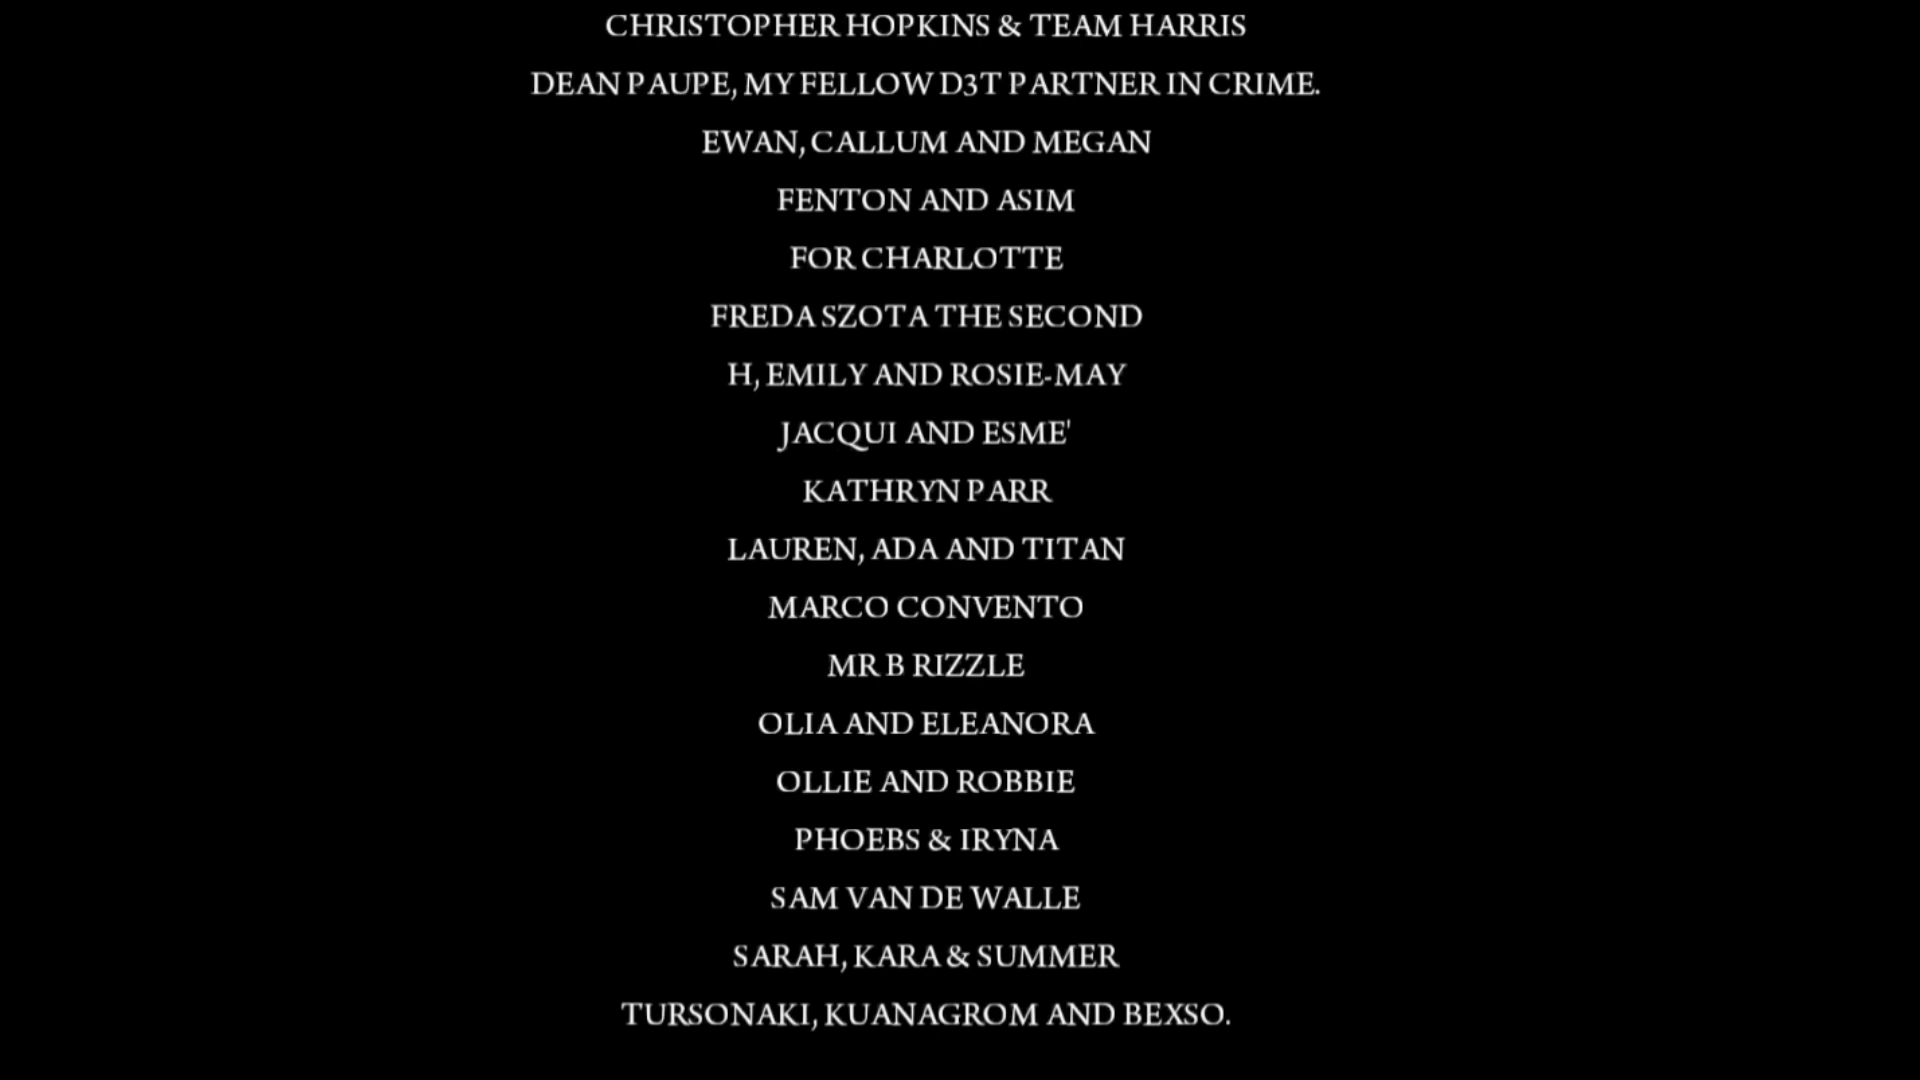 CHRISTOPHER HOPKINS & TEAM HARRIS
DEAN PAUPE, MY FELLOW D3T PARTNER IN CRIME.
EWAN, CALLUM AND MEGAN
FENTON AND ASIM
FOR CHARLOTTE
FREDA SZOTA THE SECOND
H, EMILY AND ROSIE-MAY
JACQUI AND ESME'
KATHRYN PARR
LAUREN, ADA AND TITAN
MARCO CONVENTO
MR B RIZZLE
OLIA AND ELEANORA
OLLIE AND ROBBIE
PHOEBS & IRYNA
SAM VAN DE WALLE
SARAH, KARA & SUMMER
TURSONAKI, KUANAGROM AND BEXSO.